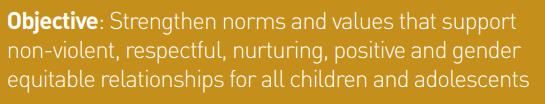 Objective: Strengthen norms and values that support
non-violent, respectful, nurturing, positive and gender
equitable relationships for all children and adolescents